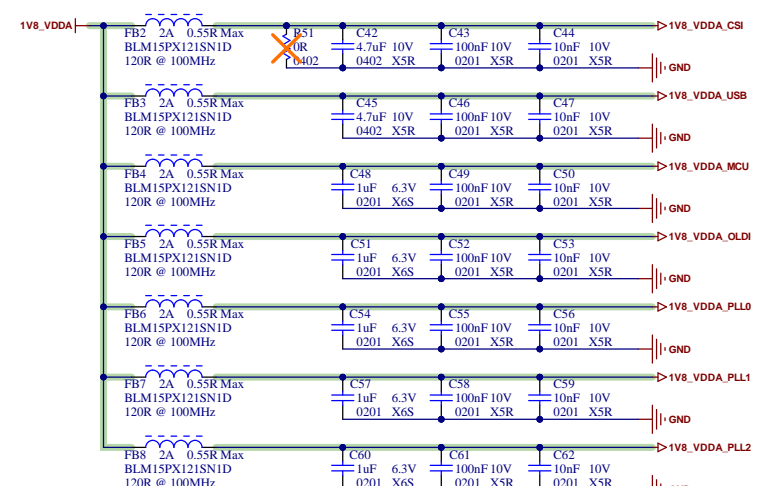 1V8_VDDA
FB2 2A 0.55R Max
BLM15PX121SN1D
120R @ 100MHz
R51
0R
0402
C42
4.7uF 10V
0402 X5R
C43
100nF 10V
0201 X5R
C44
10nF 10V
0201 X5R
1V8_VDDA_CSI
GND
FB3 2A 0.55R Max
BLM15PX121SN1D
120R @ 100MHz
C45
4.7uF 10V
0402 X5R
C46
100nF 10V
0201 X5R
C47
10nF 10V
0201 X5R
1V8_VDDA_USB
GND
FB4 2A 0.55R Max
BLM15PX121SN1D
120R @ 100MHz
C48
1uF 6.3V
0201 X6S
C49
100nF 10V
0201 X5R
C50
10nF 10V
0201 X5R
1V8_VDDA_MCU
GND
FB5 2A 0.55R Max
BLM15PX121SN1D
120R @ 100MHz
C51
1uF 6.3V
0201 X6S
C52
100nF 10V
0201 X5R
C53
10nF 10V
0201 X5R
1V8_VDDA_OLDI
GND
FB6 2A 0.55R Max
BLM15PX121SN1D
120R @ 100MHz
C54
1uF 6.3V
0201 X6S
C55
100nF 10V
0201 X5R
C56
10nF 10V
0201 X5R
1V8_VDDA_PLL0
GND
FB7 2A 0.55R Max
BLM15PX121SN1D
120R @ 100MHz
C57
1uF 6.3V
0201 X6S
C58
100nF 10V
0201 X5R
C59
10nF 10V
0201 X5R
1V8_VDDA_PLL1
GND
FB8 2A 0.55R Max
BLM15PX121SN1D
120R @ 100MHz
C60
1uF 6.3V
0201 X6S
C61
100nF 10V
0201 X5R
C62
10nF 10V
0201 X5R
1V8_VDDA_PLL2